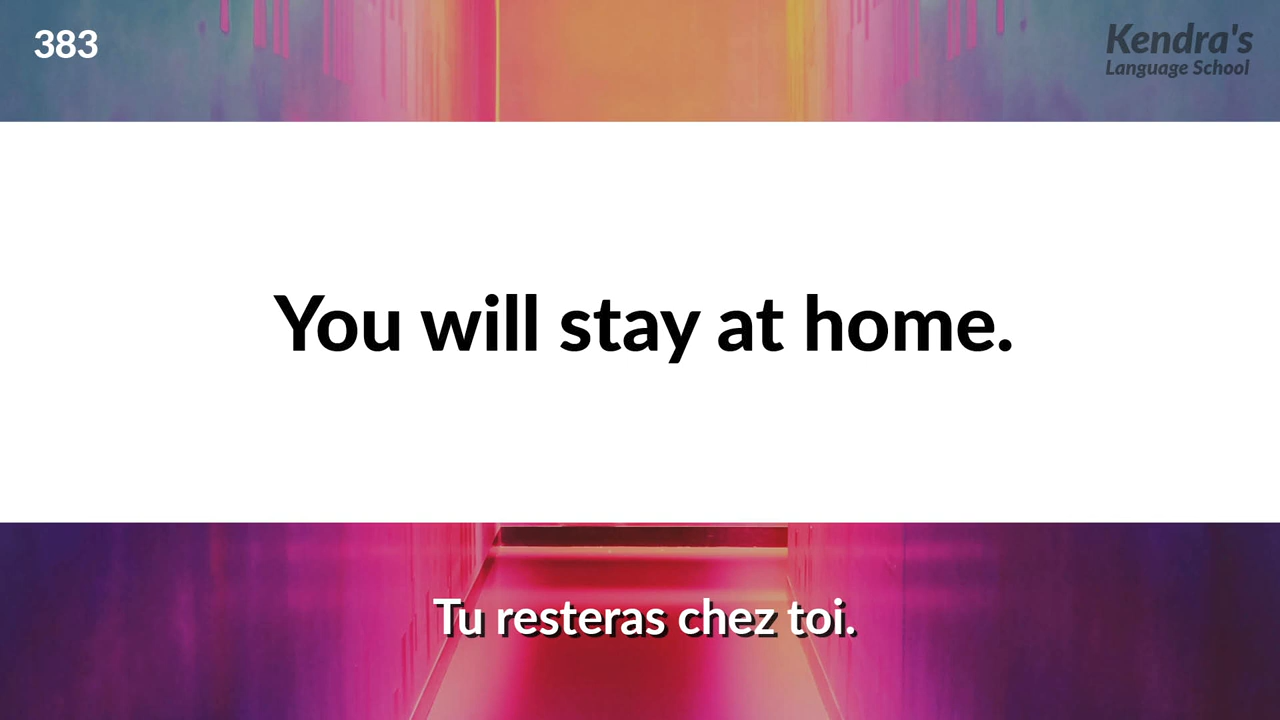 383
Kendra's
Language School
You will stay at home.
Tu resteras chez toi.